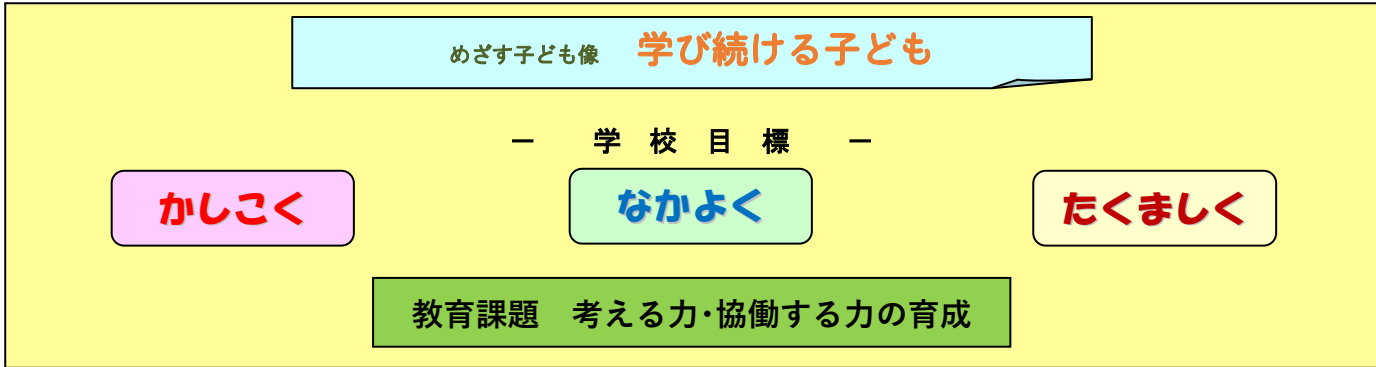 めざす子ども像　学び続ける子ども
－　学　校　目　標　－
かしこく　なかよく　たくましく
教育課題　考える力・協働する力の育成